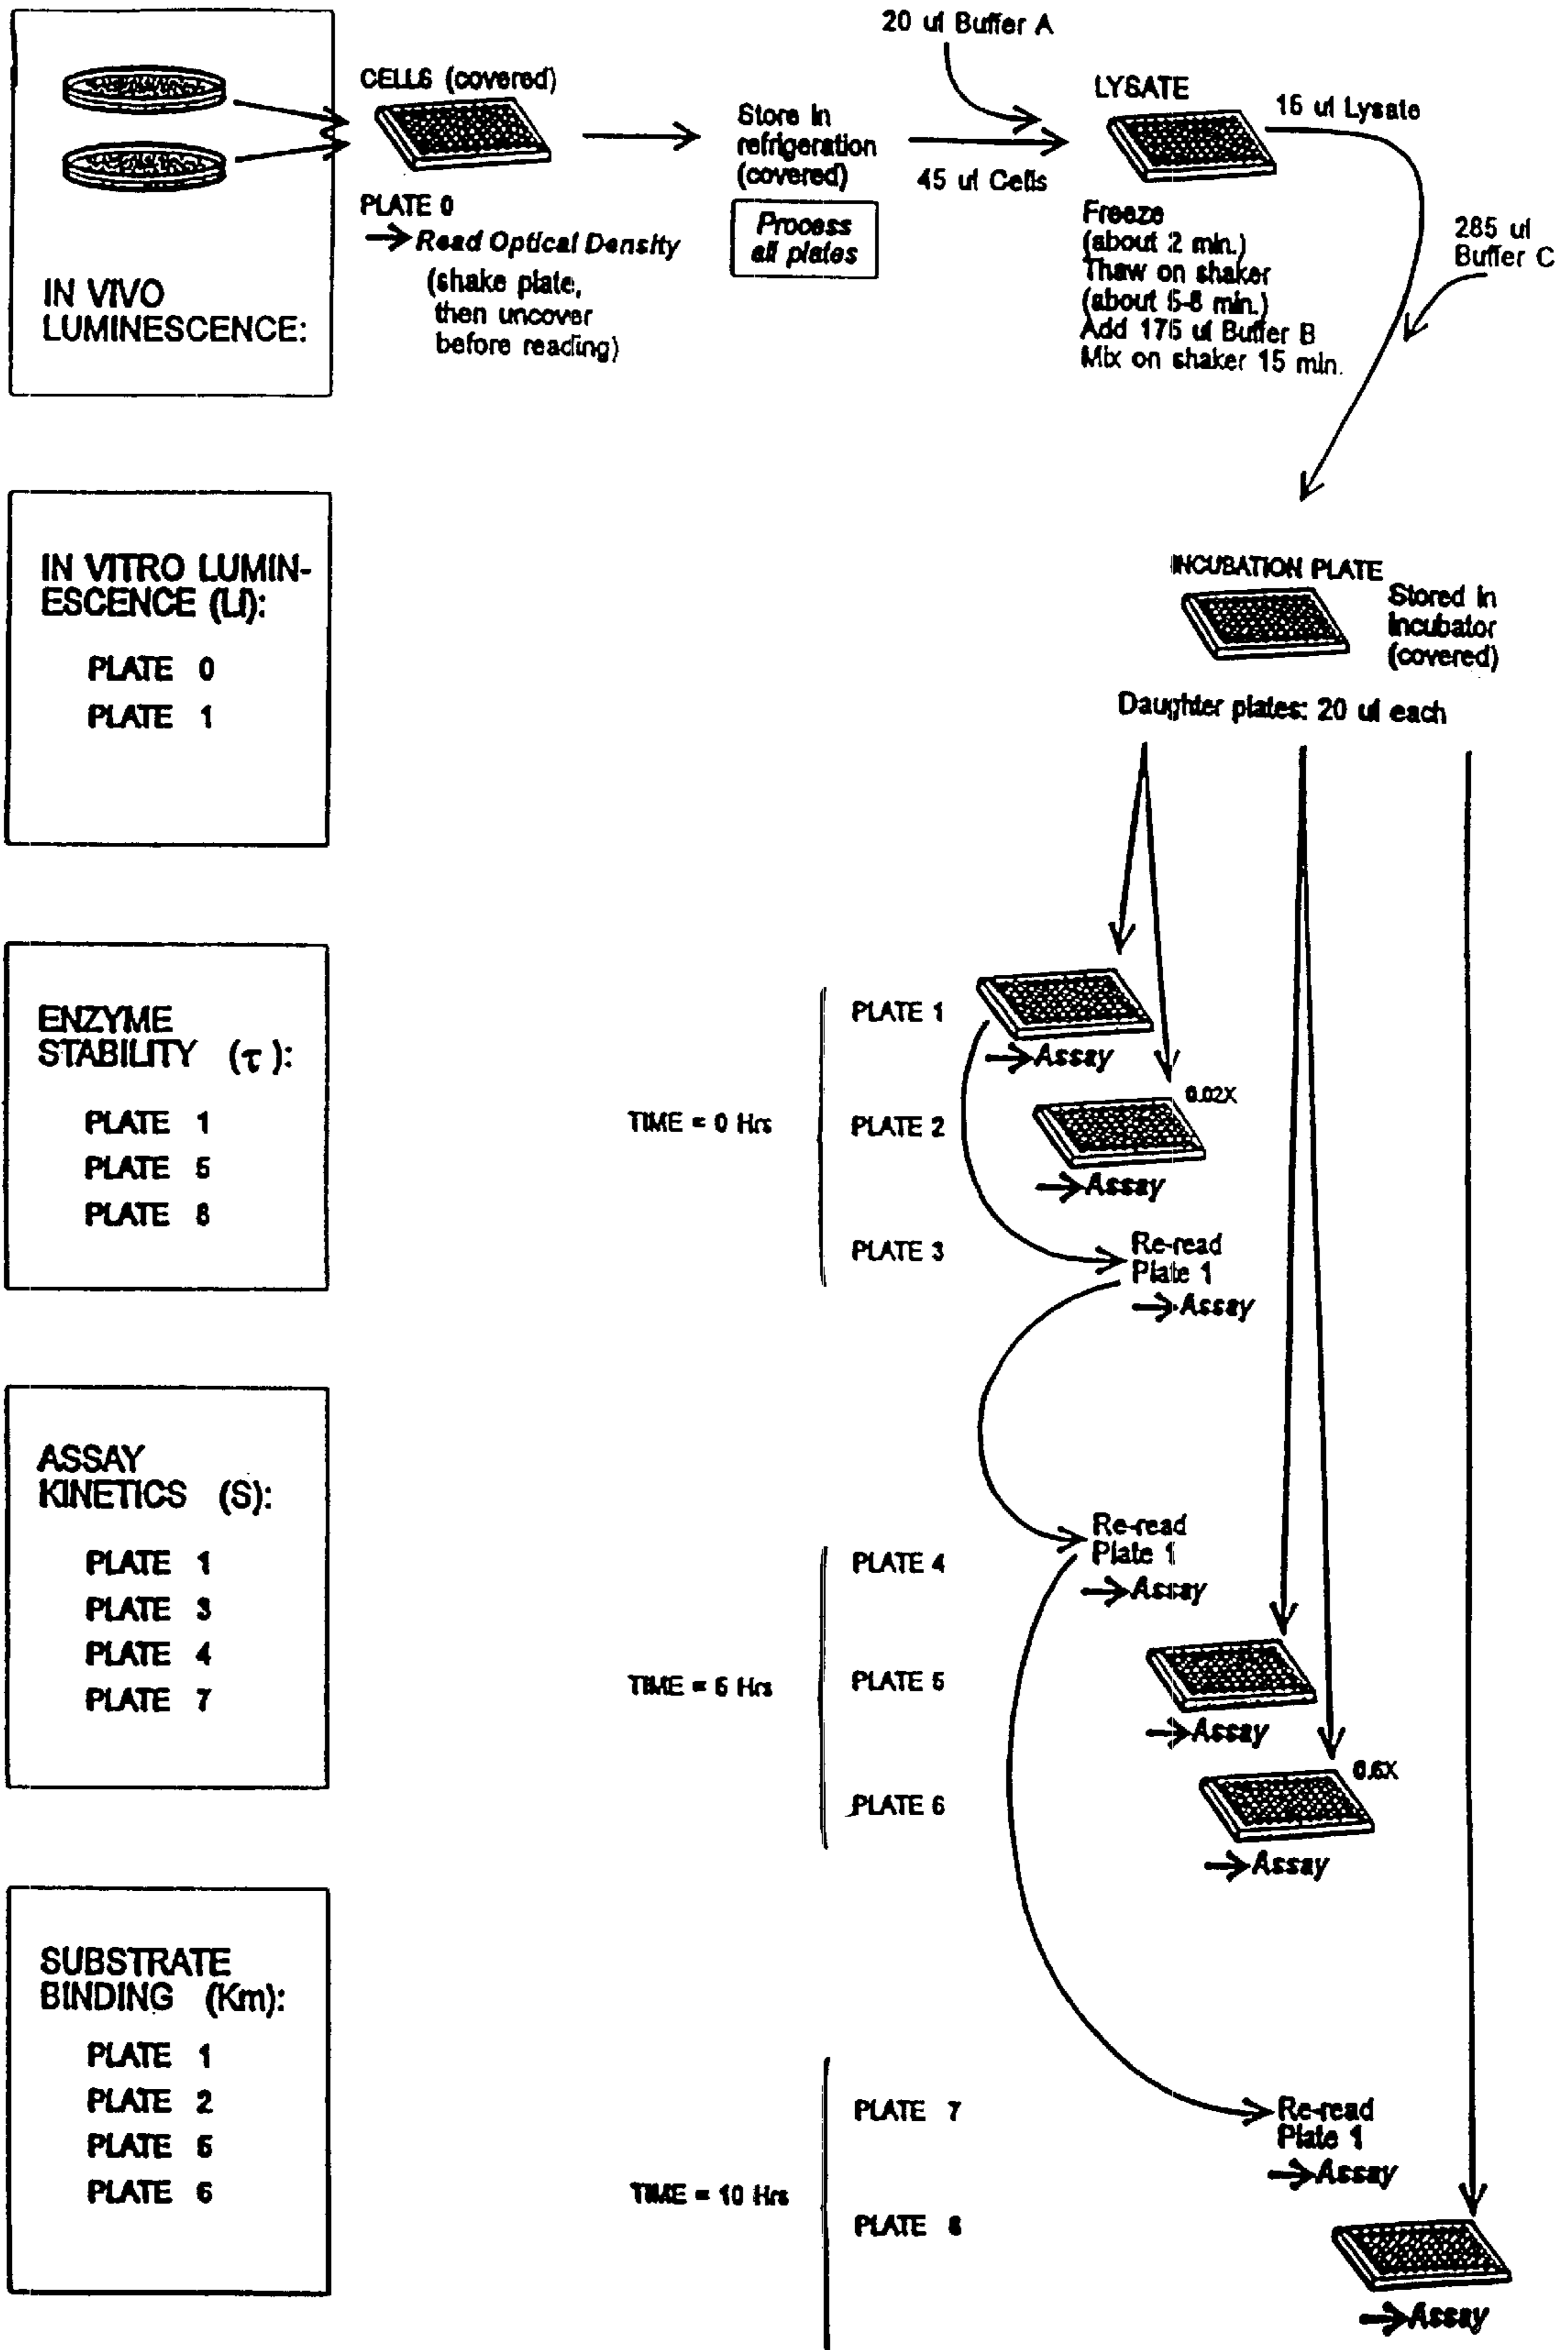 20 ul Buffer A
CELLS (covered)
LYSATE
15 ul Lysate
Store in
refrigeration
(covered)
45 ul Cells
Process
all plates
PLATE 0
Read Optical Density
(shake plate,
then uncover
before reading)
IN VIVO
LUMINESCENCE:
Freeze
(about 2 min.)
Thaw on shaker
(about 5-8 min.)
Add 175 ul Buffer B
Mix on shaker 15 min.
285 ul
Buffer C
IN VITRO LUMIN-
ESCENCE (LI):
PLATE 0
PLATE 1
INCUBATION PLATE
Stored in
incubator
(covered)
Daughter plates: 20 ul each
ENZYME
STABILITY (τ):
PLATE 1
PLATE 5
PLATE 8
TIME = 0 Hrs
PLATE 1
Assay
PLATE 2
0.02X
Assay
PLATE 3
Re-read
Plate 1
Assay
ASSAY
KINETICS (S):
PLATE 1
PLATE 3
PLATE 4
PLATE 7
TIME = 5 Hrs
PLATE 4
Re-read
Plate 1
Assay
PLATE 5
Assay
PLATE 6
Assay
SUBSTRATE
BINDING (Km):
PLATE 1
PLATE 2
PLATE 5
PLATE 6
TIME = 10 Hrs
PLATE 7
Re-read
Plate 1
Assay
PLATE 8
Assay